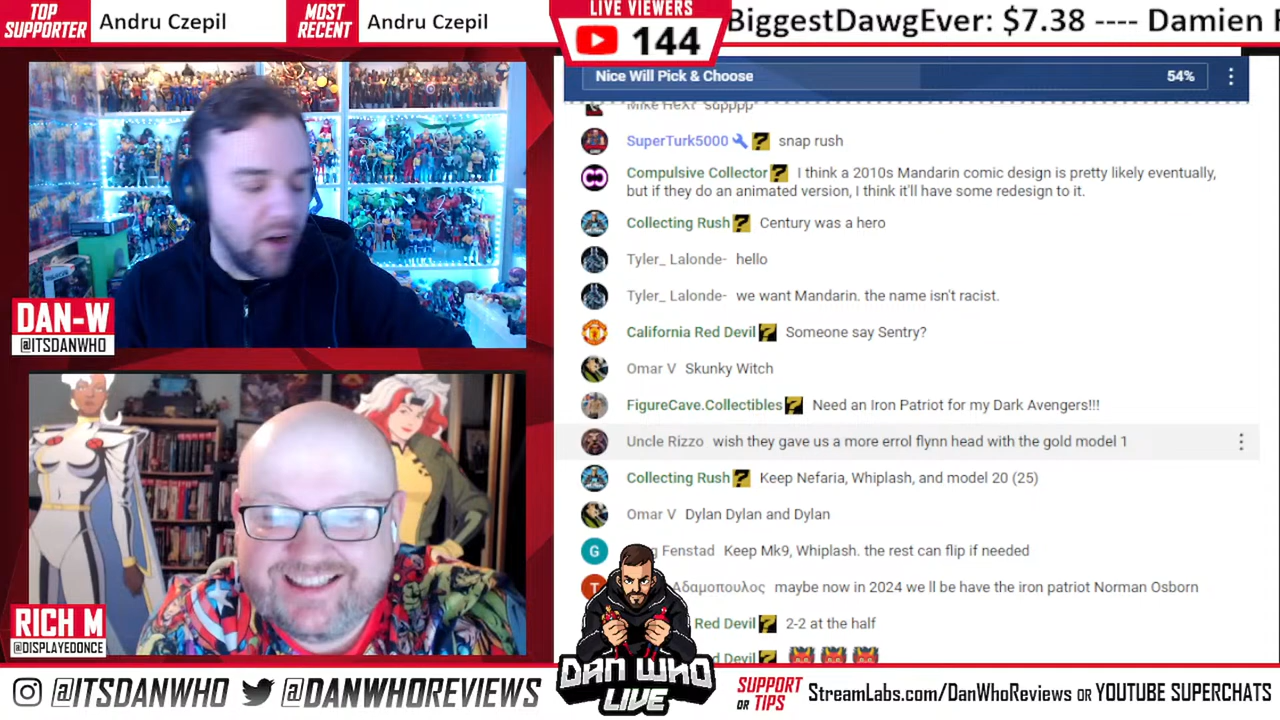 TOP
SUPPORTER
Andru Czepil
MOST
RECENT
Andru Czepil
LIVE VIEWERS
144
BiggestDawgEver: $7.38 ---- Damien
Nice Will Pick & Choose
54%
Mike HeX? supppp
SuperTurk5000 snap rush
Compulsive Collector I think a 2010s Mandarin comic design is pretty likely eventually,
but if they do an animated version, I think it'll have some redesign to it.
Collecting Rush Century was a hero
Tyler_ Lalonde- hello
Tyler_ Lalonde- we want Mandarin. the name isn't racist.
California Red Devil Someone say Sentry?
Omar V Skunky Witch
FigureCave.Collectibles Need an Iron Patriot for my Dark Avengers!!!
Uncle Rizzo wish they gave us a more errol flynn head with the gold model 1
Collecting Rush Keep Nefaria, Whiplash, and model 20 (25)
Omar V Dylan Dylan and Dylan
G
g Fenstad Keep Mk9, Whiplash. the rest can flip if needed
T
Αδαμοπουλος maybe now in 2024 we ll be have the iron patriot Norman Osborn
Red Devil 2-2 at the half
Devil
DAN-W
@ITSDANWHO
RICH M
@DISPLAYEDONCE
DAN WHO
LIVE
@ITSDANWHO
@DANWHOREVIEWS
SUPPORT
OR TIPS
StreamLabs.com/DanWhoReviews OR YOUTUBE SUPERCHATS